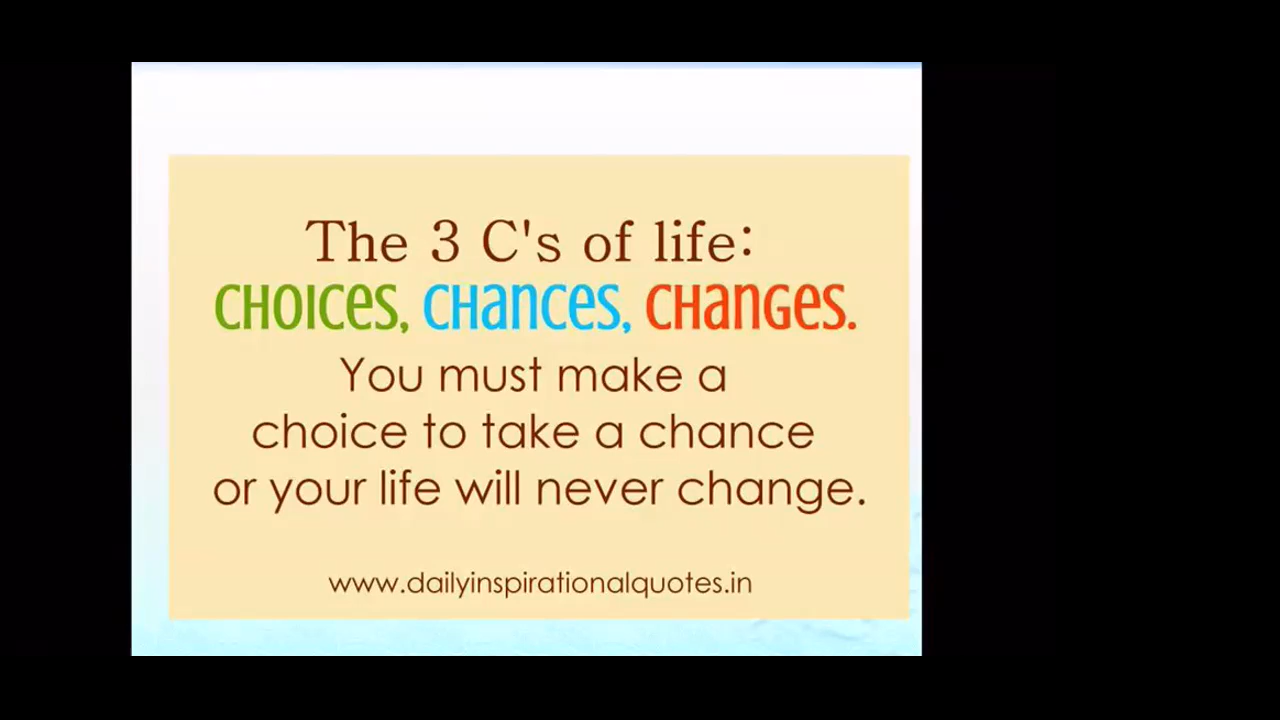 The 3 C's of life:
CHOICES, CHANCES, CHANGES.
You must make a
choice to take a chance
or your life will never change.
www.dailyinspirationalquotes.in